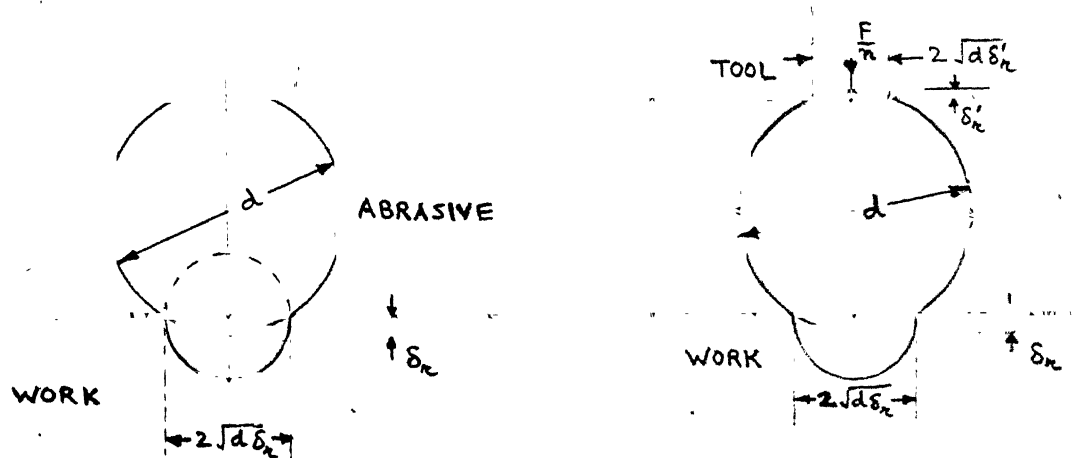 d
ABRASIVE
δr
WORK
2√dδr
TOOL
F/n
2√dδ'r
δ'r
d
WORK
δr
2√dδr